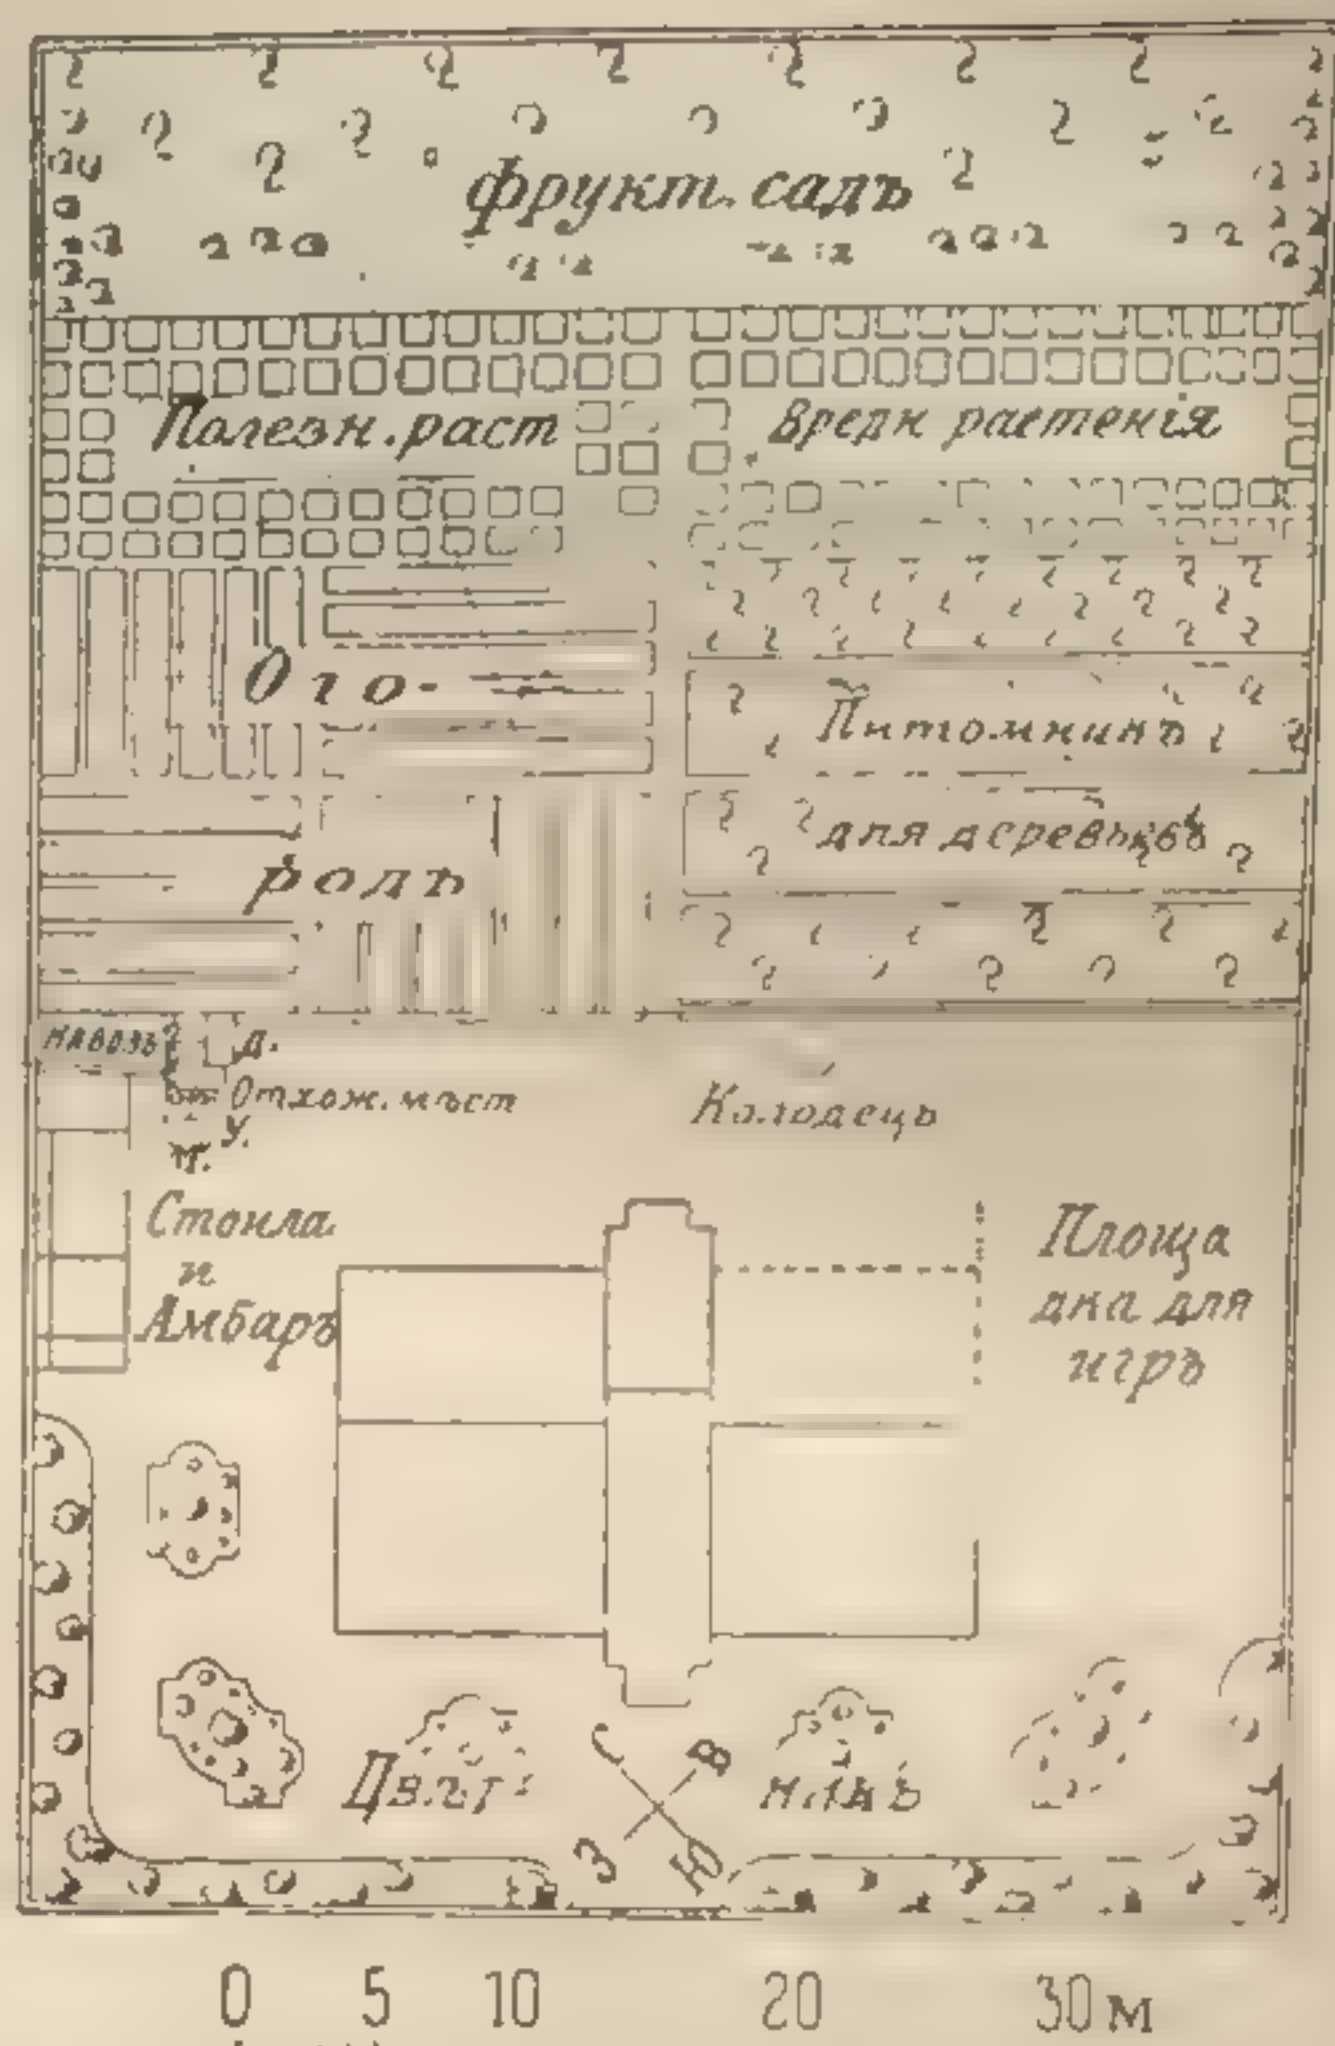 фрукт. садъ
Полезн. раст
Вредн растенія
Ого-
родъ
Питомникъ
для деревьевъ
навозъ
Д.
Отхож. мѣст
У.
М.
Колодецъ
Стойла
и
Амбаръ
Площа
дка для
игръ
С
В
З
Ю
Цвѣт
никъ
0 5 10 20 30 м